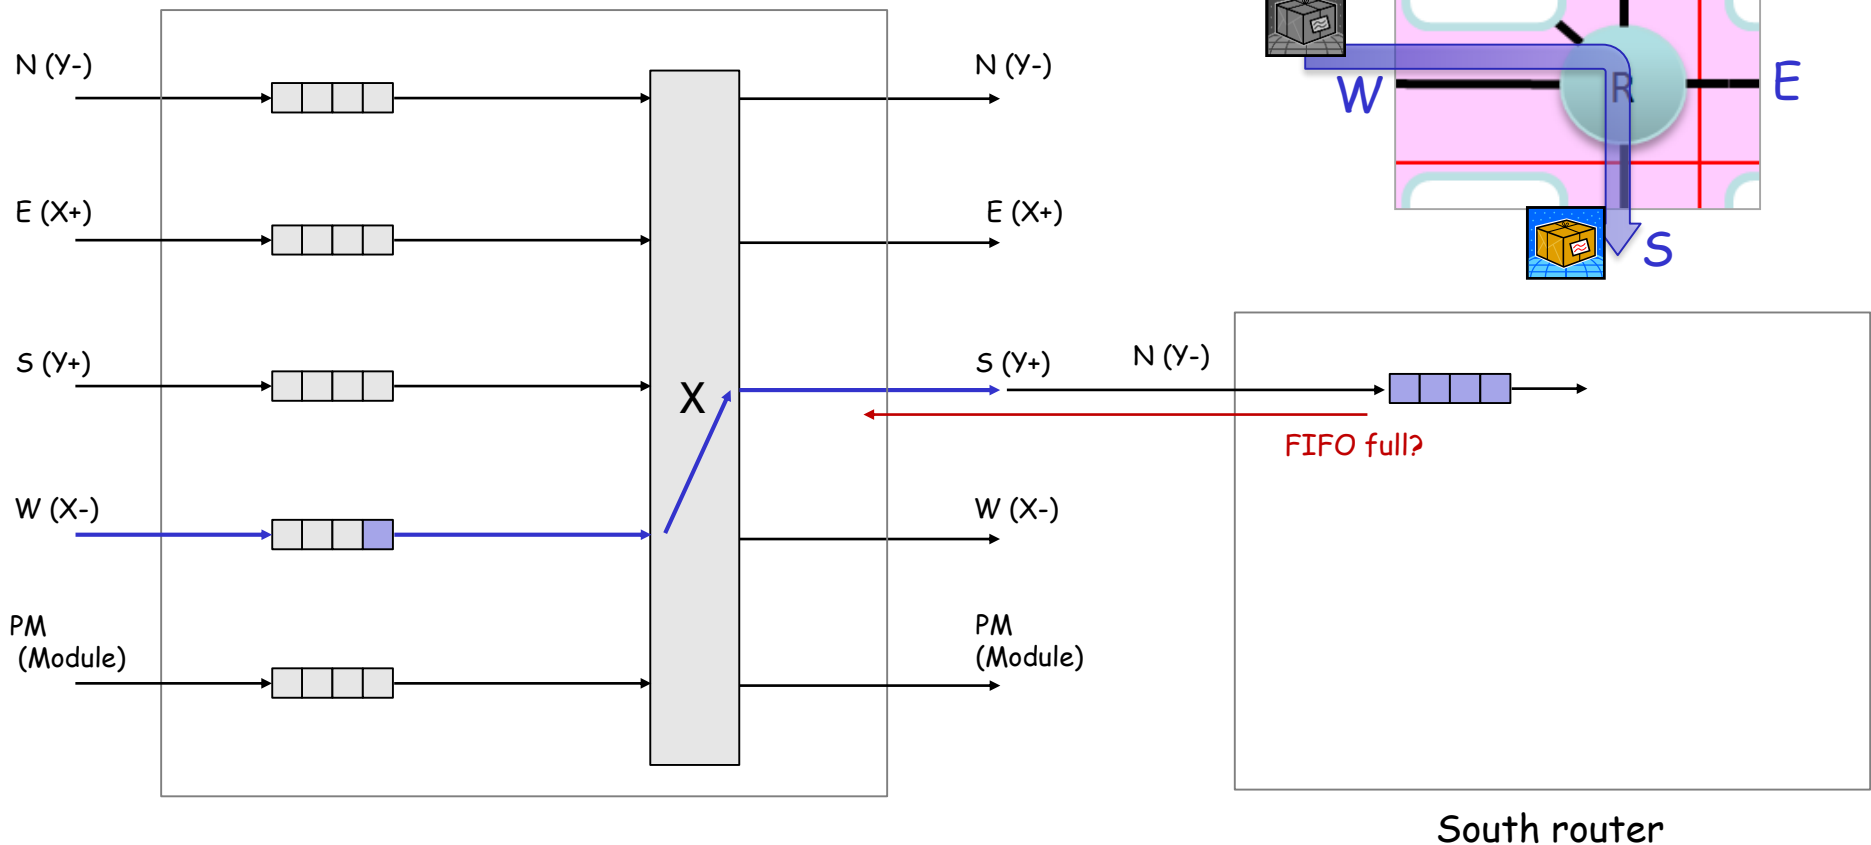 N (Y-)
E (X+)
S (Y+)
W (X-)
PM
(Module)
X
N (Y-)
E (X+)
S (Y+)
W (X-)
PM
(Module)
N (Y-)
FIFO full?
South router
W
R
E
S